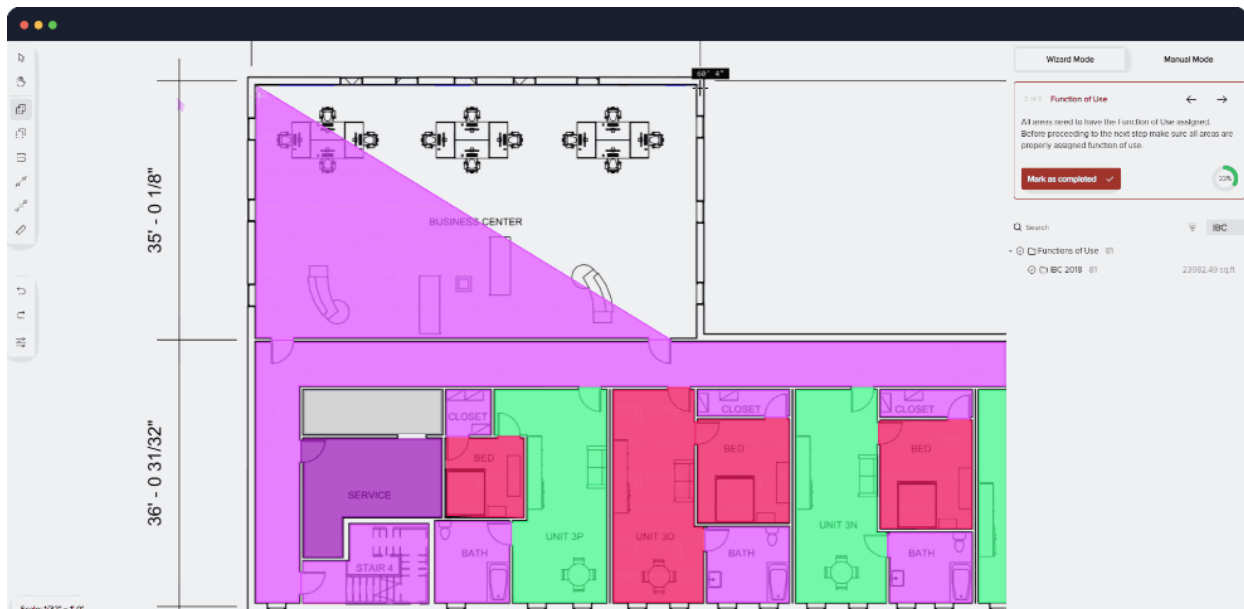 60' 4"
Wizard Mode
Manual Mode
Function of Use
All areas need to have the Function of Use assigned.
Before proceeding to the next step make sure all areas are
properly assigned function of use.
Mark as completed
33%
Search
IBC
Functions of Use 81
IBC 2018 81
23982.49 sq.ft
35' - 0 1/8"
36' - 0 31/32"
BUSINESS CENTER
CLOSET
CLOSET
CLOSET
BED
BED
BED
SERVICE
UNIT 3P
UNIT 3O
UNIT 3N
STAIR 4
BATH
BATH
BATH